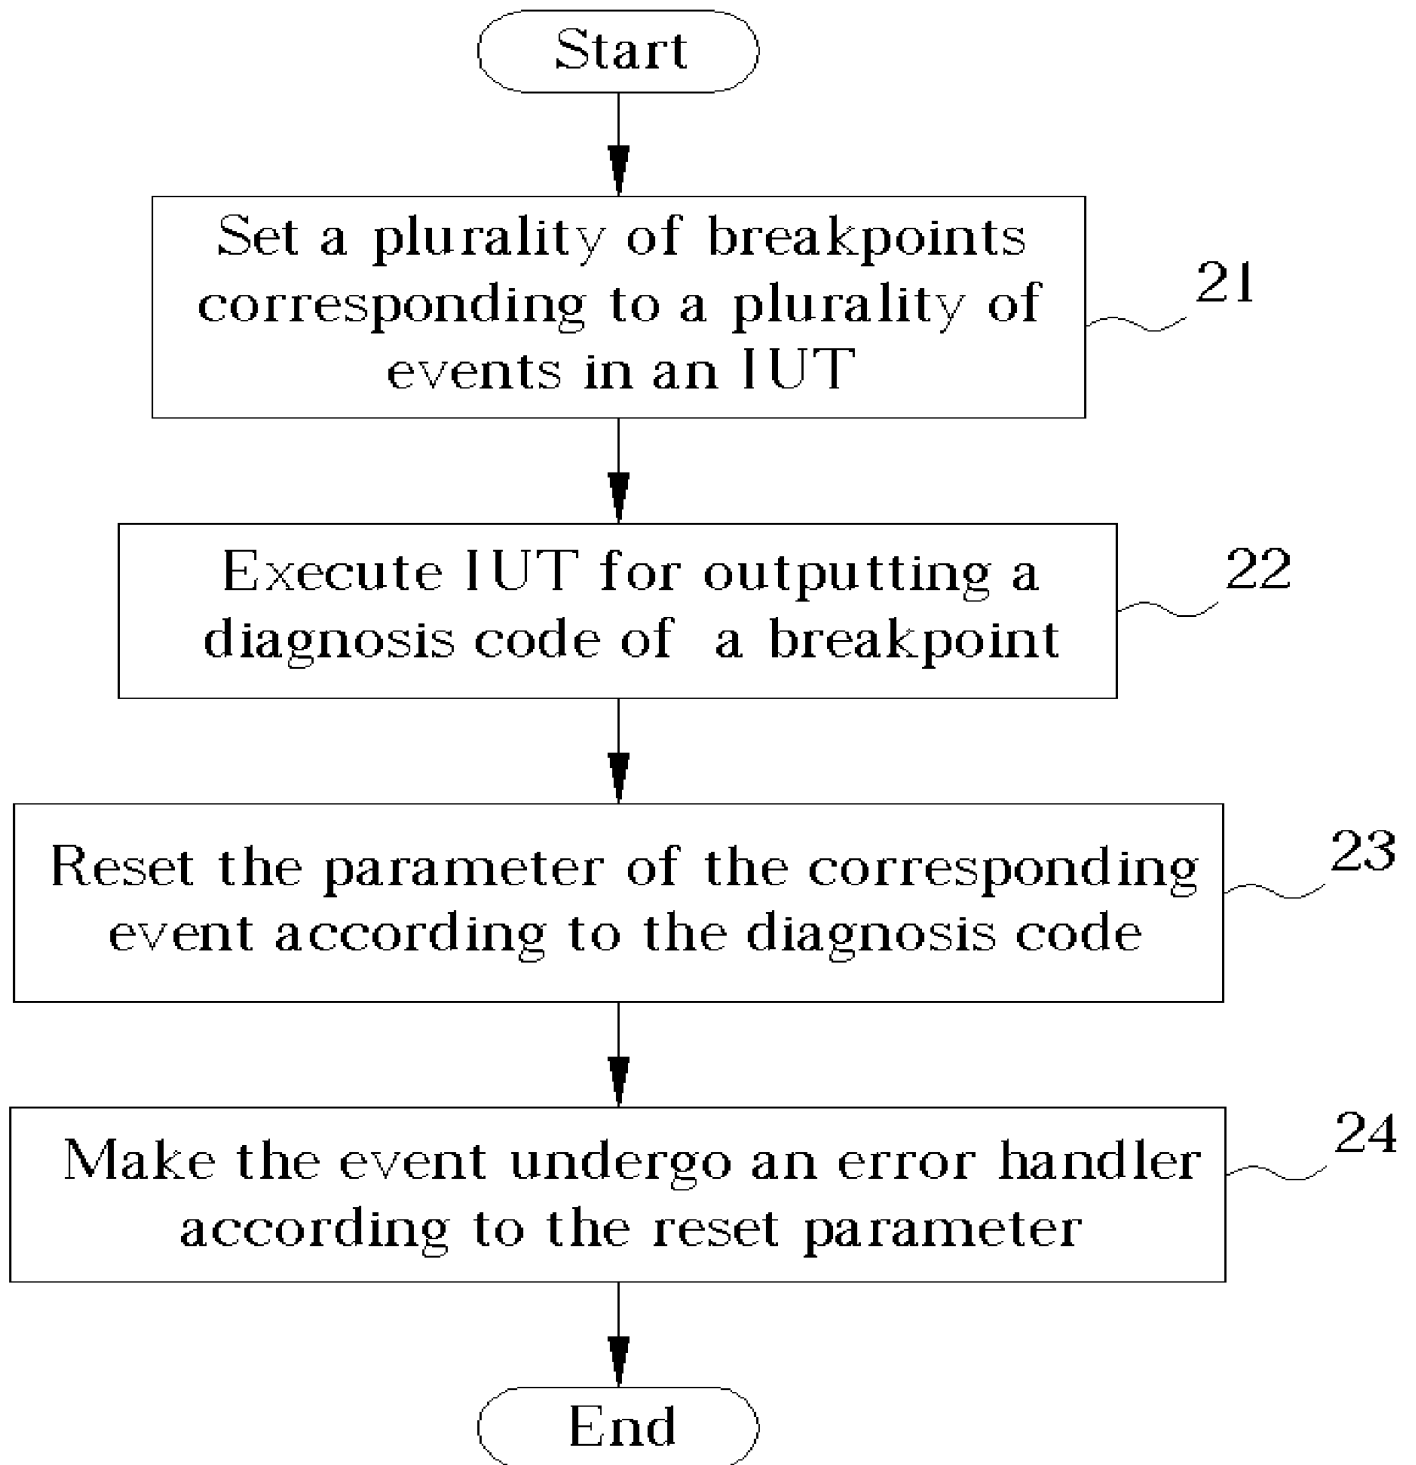 Start
Set a plurality of breakpoints
corresponding to a plurality of
events in an IUT
21
Execute IUT for outputting a
diagnosis code of a breakpoint
22
Reset the parameter of the corresponding
event according to the diagnosis code
23
Make the event undergo an error handler
according to the reset parameter
24
End